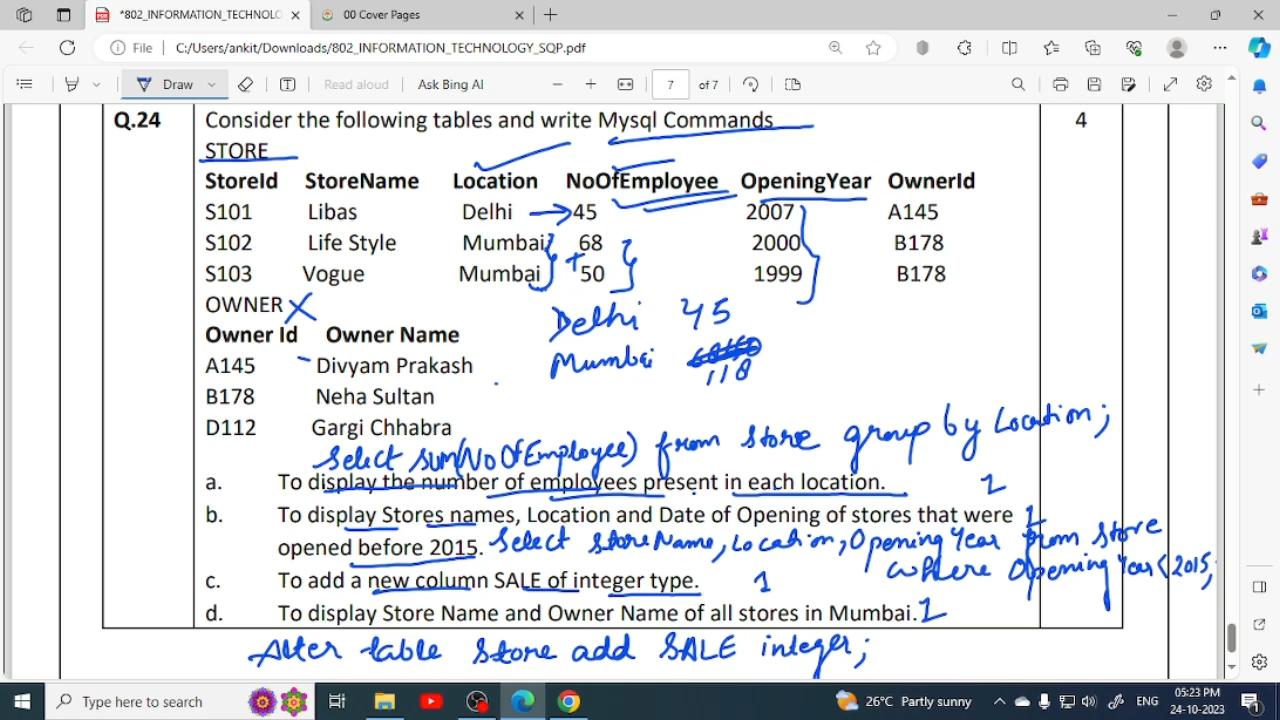 *802_INFORMATION_TECHNOLO
00 Cover Pages
File C:/Users/ankit/Downloads/802_INFORMATION_TECHNOLOGY_SQP.pdf
Draw Read aloud Ask Bing AI 7 of 7
Q.24 Consider the following tables and write Mysql Commands 4
STORE
StoreId StoreName Location NoOfEmployee OpeningYear OwnerId
S101 Libas Delhi 45 2007 A145
S102 Life Style Mumbai 68 2000 B178
S103 Vogue Mumbai + 50 1999 B178
OWNER X
Delhi 45
Owner Id Owner Name
A145 Divyam Prakash
Mumbai 118
B178 Neha Sultan
D112 Gargi Chhabra
Select sum(NoOfEmployee) from store group by Location;
a. To display the number of employees present in each location. 1
b. To display Stores names, Location and Date of Opening of stores that were 1
opened before 2015. Select StoreName, Location, Opening Year from store
where Opening Year < 2015;
c. To add a new column SALE of integer type. 1
d. To display Store Name and Owner Name of all stores in Mumbai. 1
Alter table store add SALE integer;
Type here to search
26°C Partly sunny
ENG
05:23 PM
24-10-2023